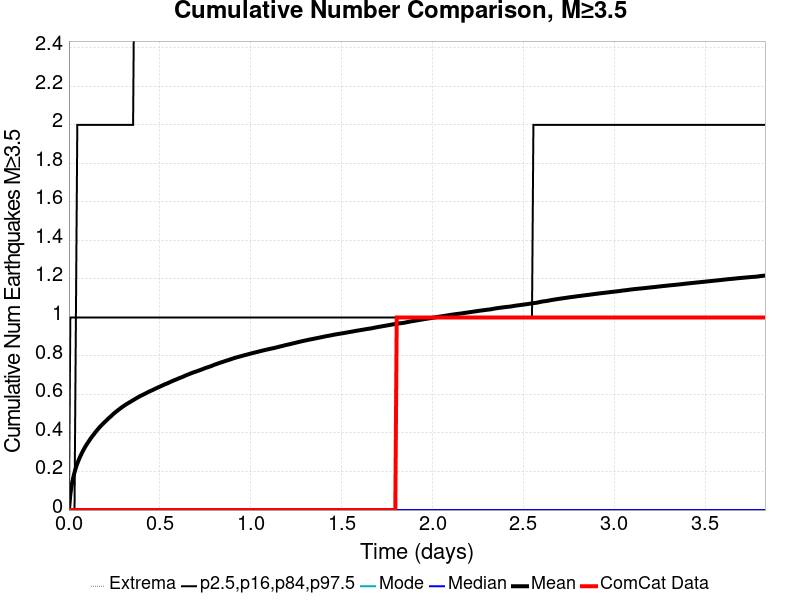 Cumulative Number Comparison, M≥3.5
Cumulative Num Earthquakes M≥3.5
2.4
2.2
2
1.8
1.6
1.4
1.2
1
0.8
0.6
0.4
0.2
0
0.0 0.5 1.0 1.5 2.0 2.5 3.0 3.5
Time (days)
Extrema p2.5,p16,p84,p97.5 Mode Median Mean ComCat Data